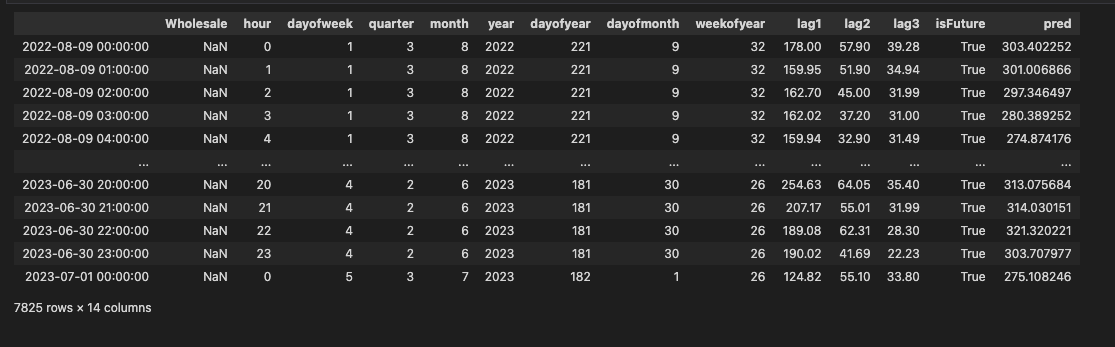 Wholesale hour dayofweek quarter month year dayofyear dayofmonth weekofyear lag1 lag2 lag3 isFuture pred
2022-08-09 00:00:00 NaN 0 1 3 8 2022 221 9 32 178.00 57.90 39.28 True 303.402252
2022-08-09 01:00:00 NaN 1 1 3 8 2022 221 9 32 159.95 51.90 34.94 True 301.006866
2022-08-09 02:00:00 NaN 2 1 3 8 2022 221 9 32 162.70 45.00 31.99 True 297.346497
2022-08-09 03:00:00 NaN 3 1 3 8 2022 221 9 32 162.02 37.20 31.00 True 280.389252
2022-08-09 04:00:00 NaN 4 1 3 8 2022 221 9 32 159.94 32.90 31.49 True 274.874176
... ... ... ... ... ... ... ... ... ... ... ... ... ... ...
2023-06-30 20:00:00 NaN 20 4 2 6 2023 181 30 26 254.63 64.05 35.40 True 313.075684
2023-06-30 21:00:00 NaN 21 4 2 6 2023 181 30 26 207.17 55.01 31.99 True 314.030151
2023-06-30 22:00:00 NaN 22 4 2 6 2023 181 30 26 189.08 62.31 28.30 True 321.320221
2023-06-30 23:00:00 NaN 23 4 2 6 2023 181 30 26 190.02 41.69 22.23 True 303.707977
2023-07-01 00:00:00 NaN 0 5 3 7 2023 182 1 26 124.82 55.10 33.80 True 275.108246
7825 rows × 14 columns